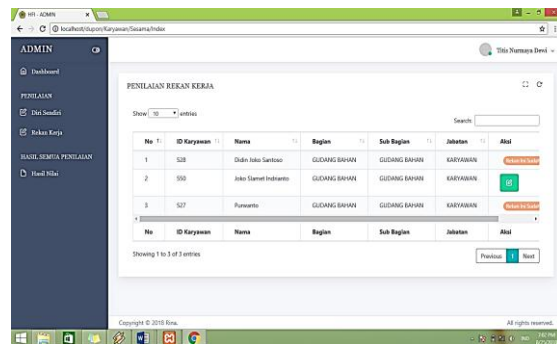 HFI - ADMIN
localhost/dupon/Karyawan/Sesama/Index
ADMIN
Titis Nurmaya Dewi
Dashboard
PENILAIAN
Diri Sendiri
Rekan Kerja
HASIL SEMUA PENILAIAN
Hasil Nilai
PENILAIAN REKAN KERJA
Show 10 entries
Search:
No ID Karyawan Nama Bagian Sub Bagian Jabatan Aksi
1 528 Didin Joko Santoso GUDANG BAHAN GUDANG BAHAN KARYAWAN
2 550 Joko Slamet Indrianto GUDANG BAHAN GUDANG BAHAN KARYAWAN
3 527 Purwanto GUDANG BAHAN GUDANG BAHAN KARYAWAN
No ID Karyawan Nama Bagian Sub Bagian Jabatan Aksi
Showing 1 to 3 of 3 entries
Previous 1 Next
Copyright © 2018 Rina.
All rights reserved.